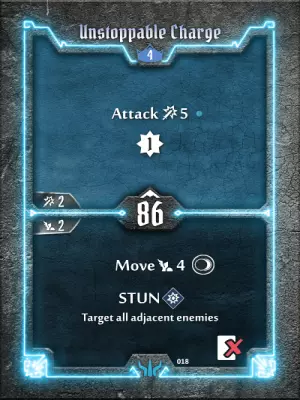 Unstoppable Charge
4
Attack 5
1
2
86
2
Move 4
STUN
Target all adjacent enemies
018